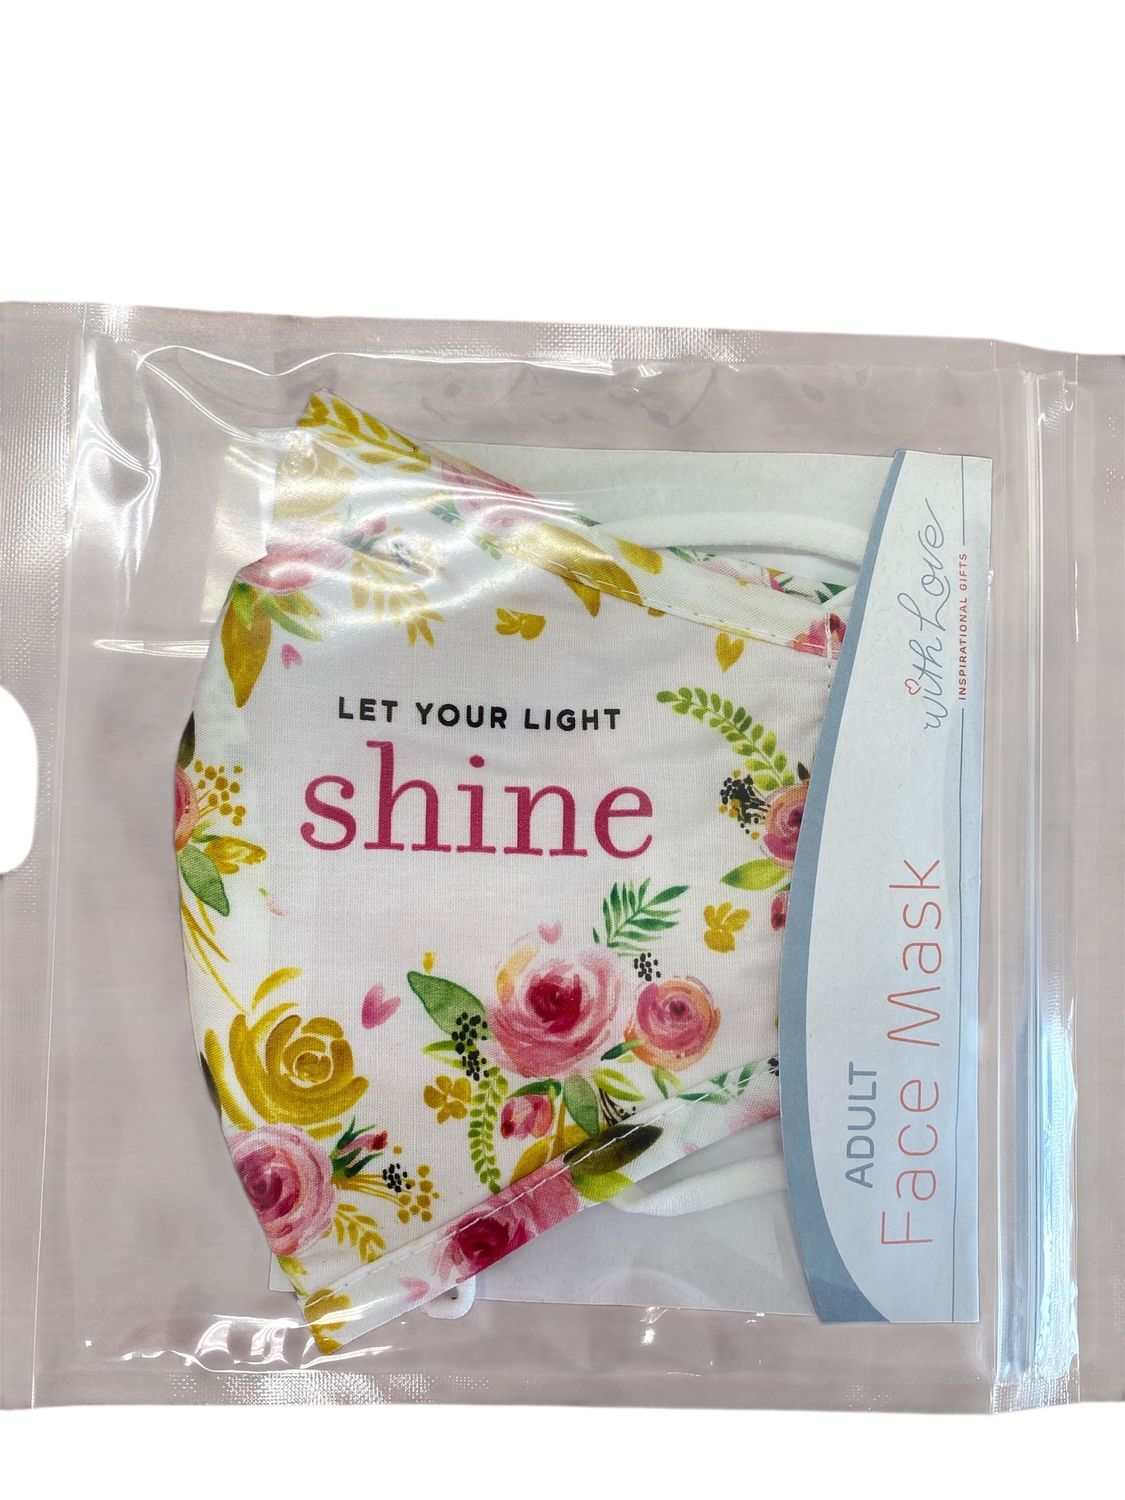 LET YOUR LIGHT
shine
with Love
INSPIRATIONAL GIFTS
ADULT
Face Mask